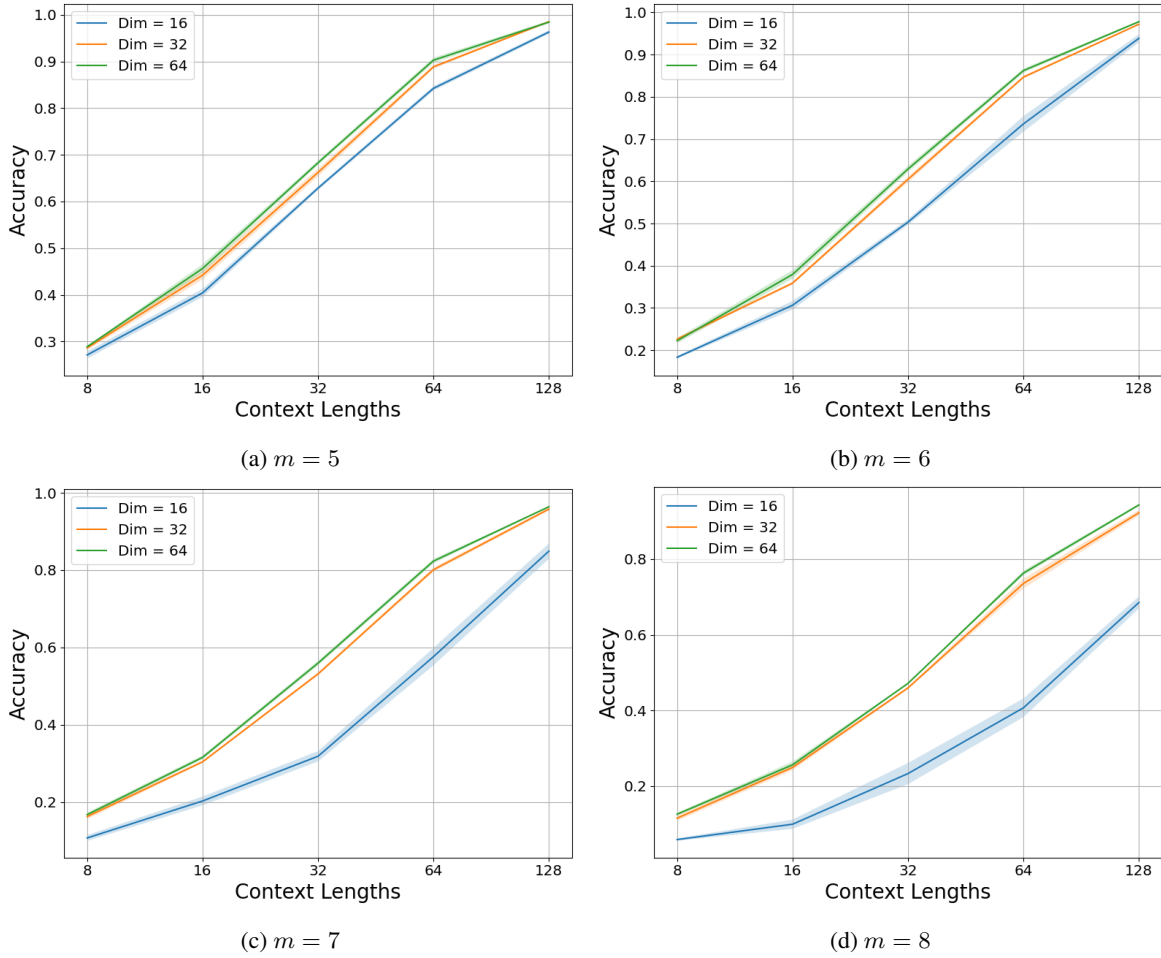 1.0
0.9
0.8
0.7
0.6
0.5
0.4
0.3
Accuracy
Dim = 16
Dim = 32
Dim = 64
8 16 32 64 128
Context Lengths
(a) m = 5
1.0
0.9
0.8
0.7
0.6
0.5
0.4
0.3
0.2
Accuracy
Dim = 16
Dim = 32
Dim = 64
8 16 32 64 128
Context Lengths
(b) m = 6
1.0
0.8
0.6
0.4
0.2
Accuracy
Dim = 16
Dim = 32
Dim = 64
8 16 32 64 128
Context Lengths
(c) m = 7
0.8
0.6
0.4
0.2
Accuracy
Dim = 16
Dim = 32
Dim = 64
8 16 32 64 128
Context Lengths
(d) m = 8